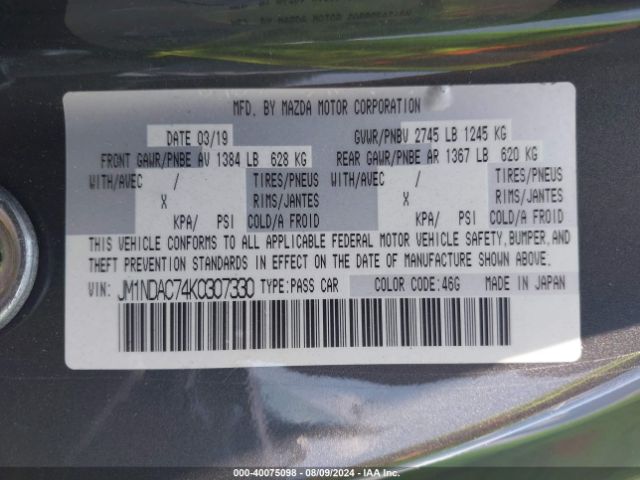 MFD. BY MAZDA MOTOR CORPORATION
DATE 03/19 GVWR/PNBV 2745 LB 1245 KG
FRONT GAWR/PNBE AV 1384 LB 628 KG REAR GAWR/PNBE AR 1367 LB 620 KG
WITH/AVEC / TIRES/PNEUS WITH/AVEC / TIRES/PNEUS
X RIMS/JANTES X RIMS/JANTES
KPA/ PSI COLD/A FROID KPA/ PSI COLD/A FROID
THIS VEHICLE CONFORMS TO ALL APPLICABLE FEDERAL MOTOR VEHICLE SAFETY, BUMPER, AND
THEFT PREVENTION STANDARDS IN EFFECT ON THE DATE OF MANUFACTURE SHOWN ABOVE.
VIN: JM1NDAC74K0307330 TYPE:PASS CAR COLOR CODE:46G MADE IN JAPAN
000-40075098 - 08/09/2024 - IAA Inc.